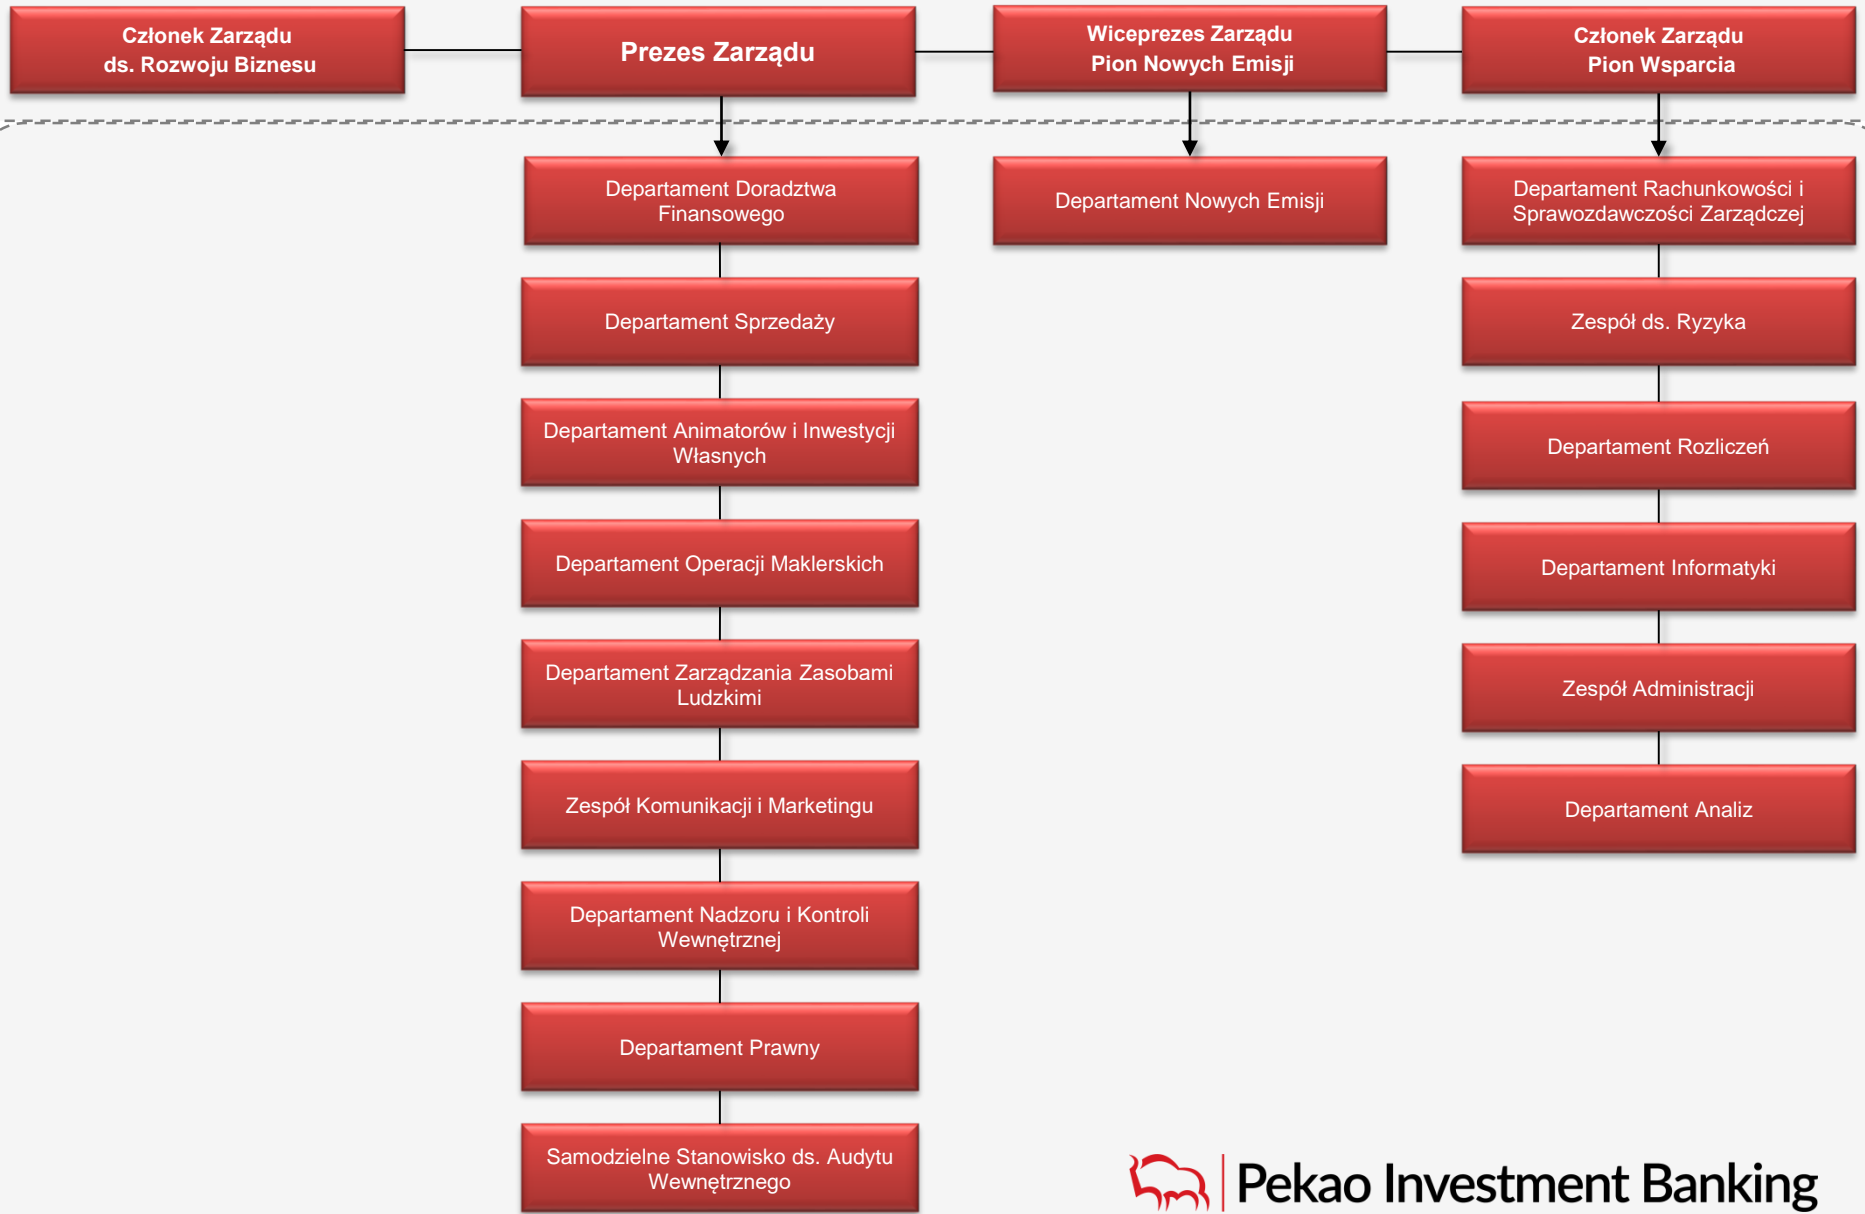 Członek Zarządu
ds. Rozwoju Biznesu
Prezes Zarządu
Wiceprezes Zarządu
Pion Nowych Emisji
Członek Zarządu
Pion Wsparcia
Departament Doradztwa
Finansowego
Departament Sprzedaży
Departament Animatorów i Inwestycji
Własnych
Departament Operacji Maklerskich
Departament Zarządzania Zasobami
Ludzkimi
Zespół Komunikacji i Marketingu
Departament Nadzoru i Kontroli
Wewnętrznej
Departament Prawny
Samodzielne Stanowisko ds. Audytu
Wewnętrznego
Departament Nowych Emisji
Departament Rachunkowości i
Sprawozdawczości Zarządczej
Zespół ds. Ryzyka
Departament Rozliczeń
Departament Informatyki
Zespół Administracji
Departament Analiz
Pekao Investment Banking